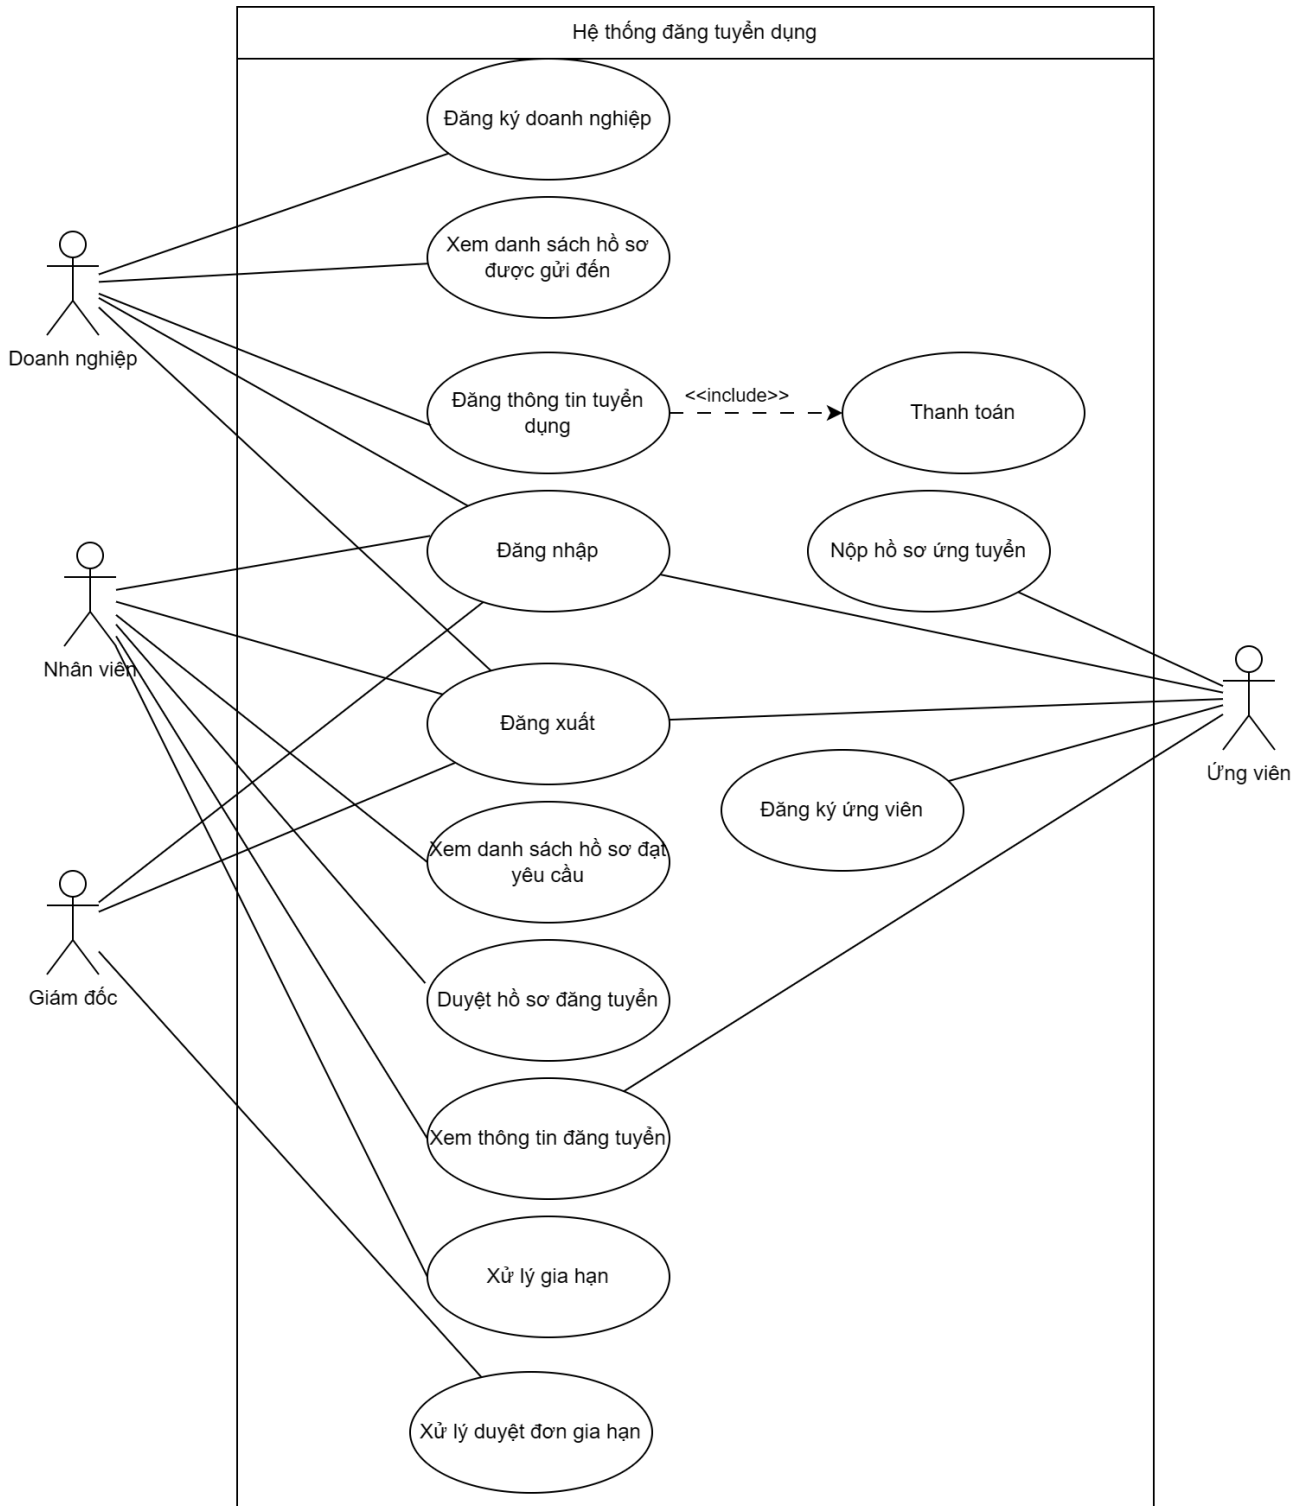 Hệ thống đăng tuyển dụng
Đăng ký doanh nghiệp
Xem danh sách hồ sơ
được gửi đến
Doanh nghiệp
Đăng thông tin tuyển
dụng
<<include>>
Thanh toán
Đăng nhập
Nộp hồ sơ ứng tuyển
Nhân viên
Đăng xuất
Ứng viên
Đăng ký ứng viên
Xem danh sách hồ sơ đạt
yêu cầu
Giám đốc
Duyệt hồ sơ đăng tuyển
Xem thông tin đăng tuyển
Xử lý gia hạn
Xử lý duyệt đơn gia hạn